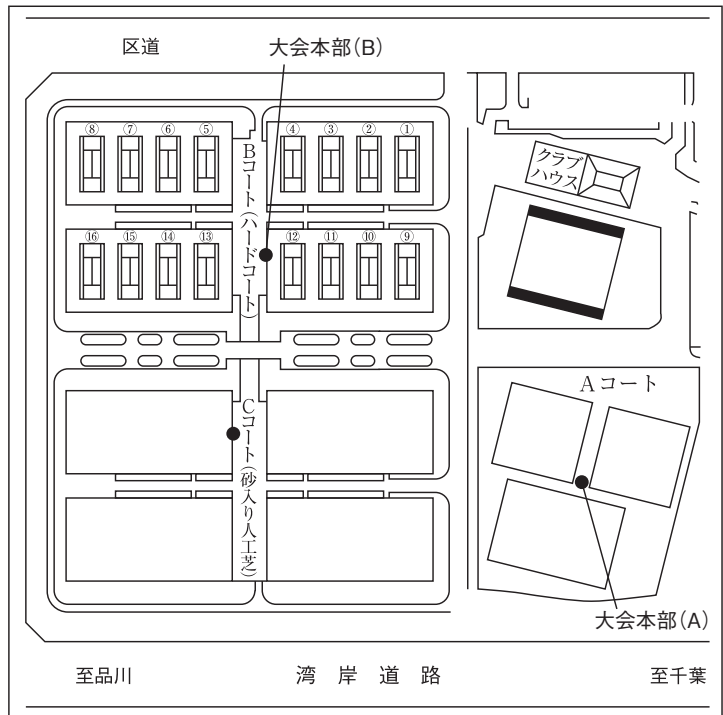 区道
大会本部(B)
⑧ ⑦ ⑥ ⑤ ④ ③ ② ①
Bコート(ハードコート)
クラブ
ハウス
⑯ ⑮ ⑭ ⑬ ⑫ ⑪ ⑩ ⑨
Aコート
Cコート(砂入り人工芝)
大会本部(A)
至品川 湾岸道路 至千葉